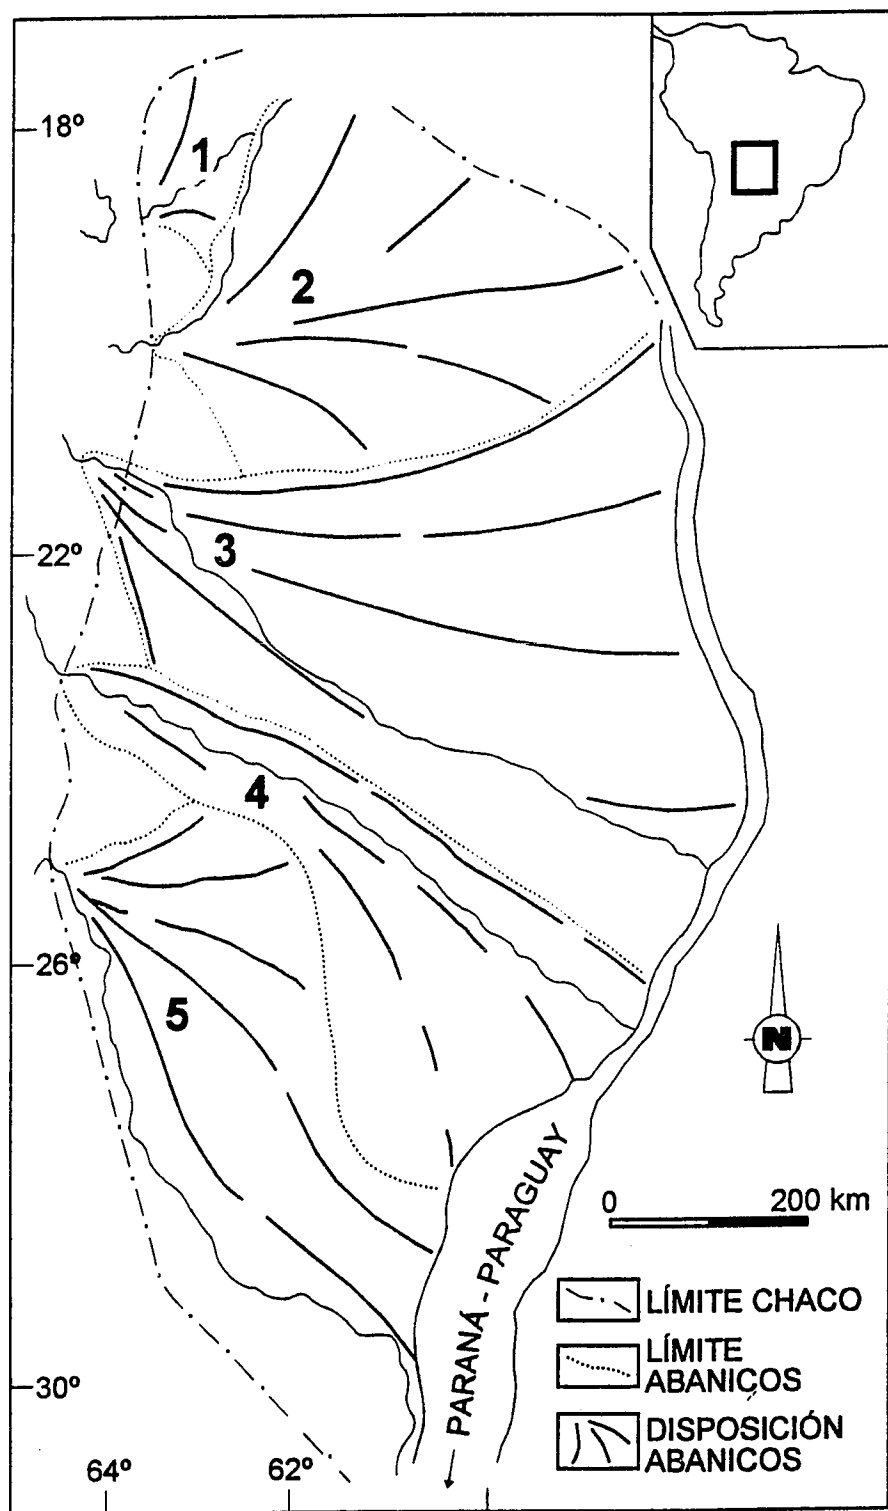 18º
1
2
22º
3
4
26º
5
N
0 200 km
PARANÁ - PARAGUAY
LÍMITE CHACO
LÍMITE
ABANICOS
30º
DISPOSICIÓN
ABANICOS
64º 62º